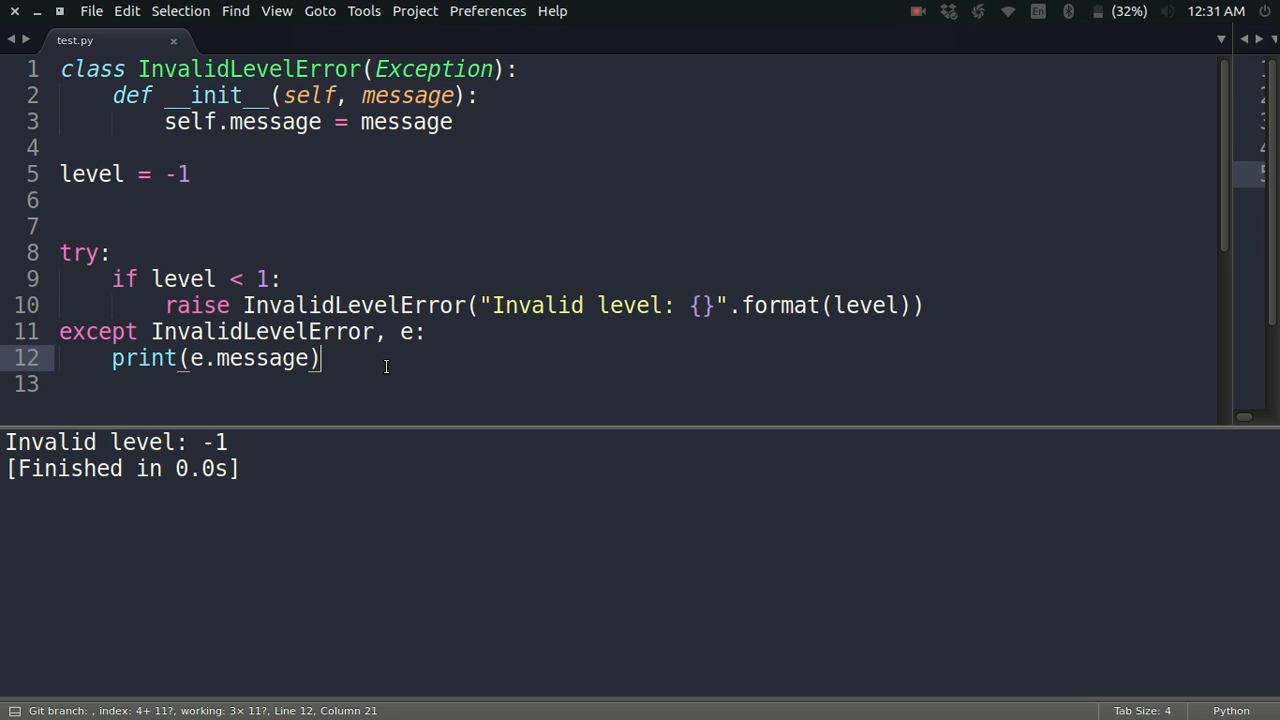 File Edit Selection Find View Goto Tools Project Preferences Help
En (32%) 12:31 AM
test.py
1 class InvalidLevelError(Exception):
2 def __init__(self, message):
3 self.message = message
4
5 level = -1
6
7
8 try:
9 if level < 1:
10 raise InvalidLevelError("Invalid level: {}".format(level))
11 except InvalidLevelError, e:
12 print(e.message)
13
Invalid level: -1
[Finished in 0.0s]
Git branch: , index: 4+ 11?, working: 3× 11?, Line 12, Column 21
Tab Size: 4
Python